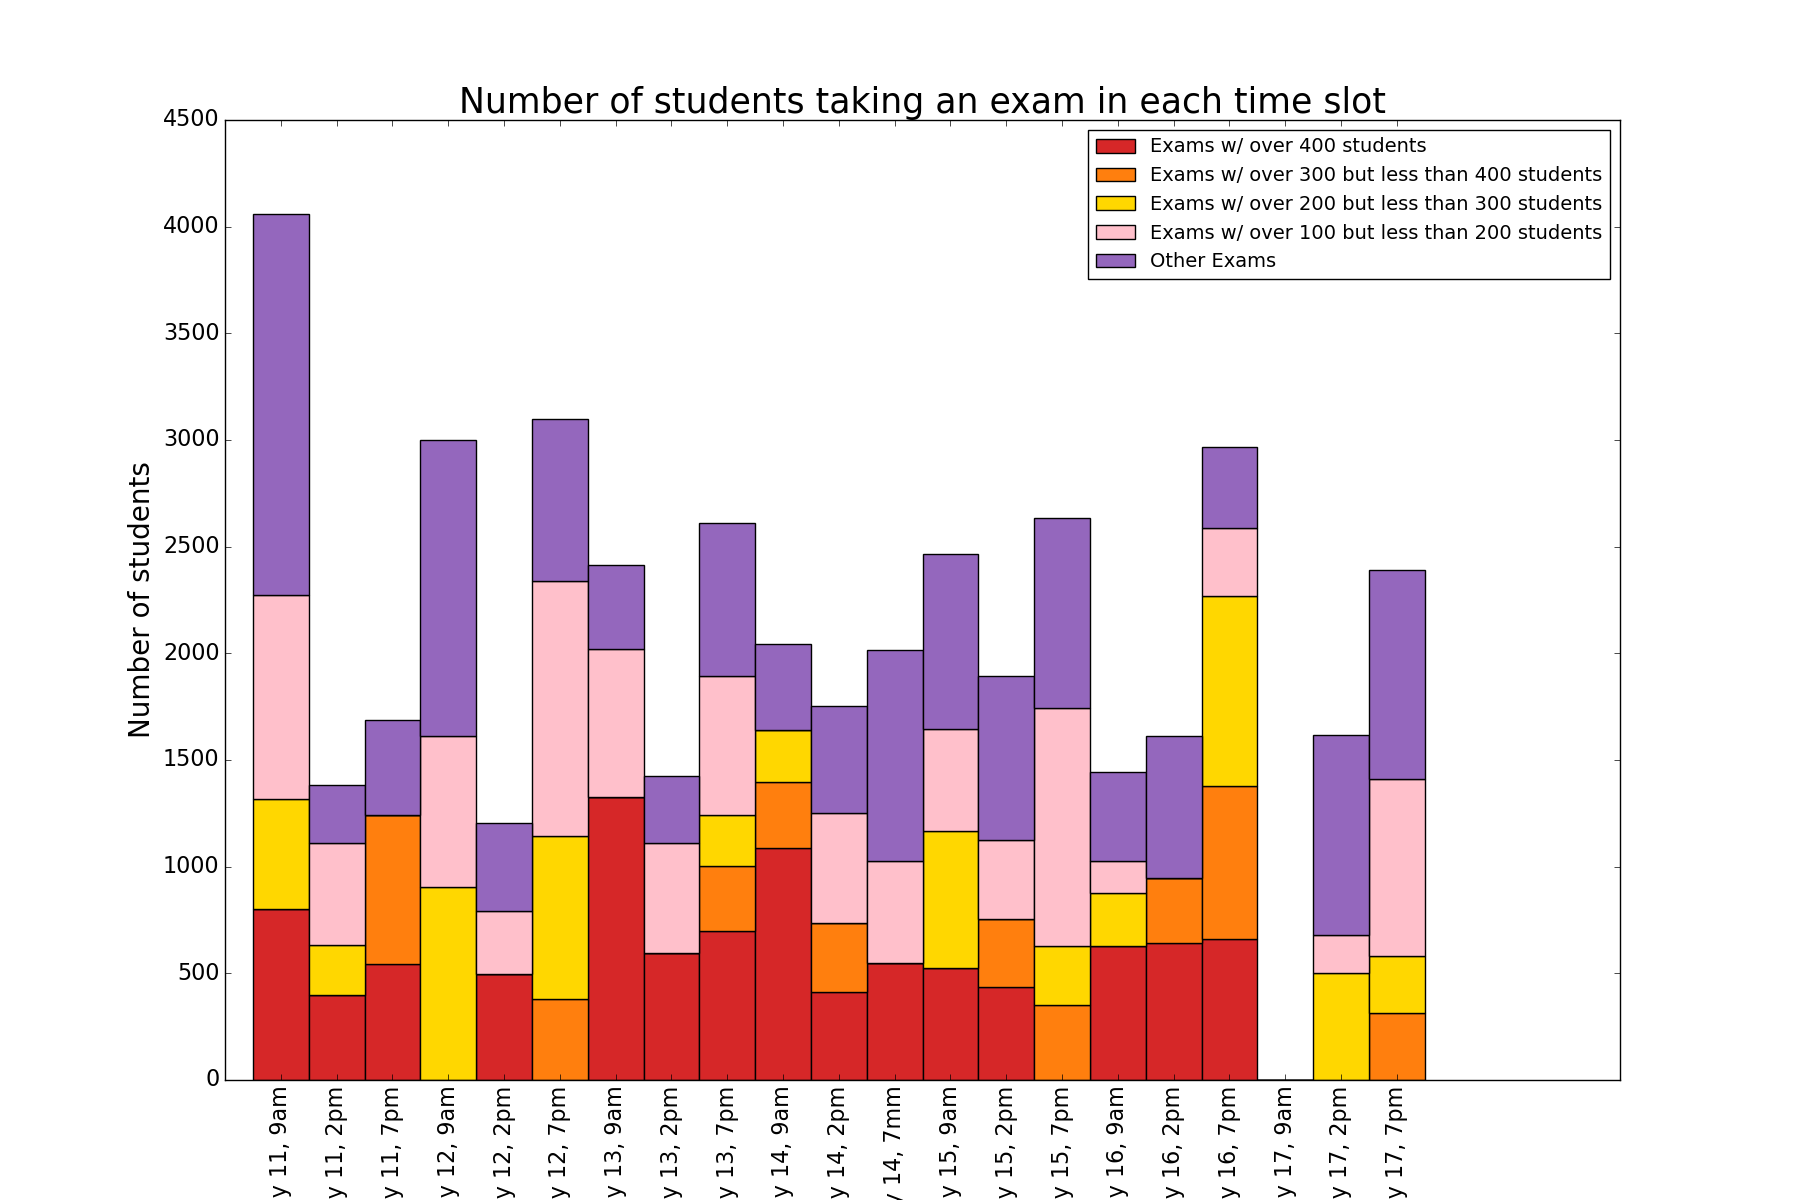 Number of students taking an exam in each time slot
Exams w/ over 400 students
Exams w/ over 300 but less than 400 students
Exams w/ over 200 but less than 300 students
Exams w/ over 100 but less than 200 students
Other Exams
Number of students
4500
4000
3500
3000
2500
2000
1500
1000
500
0
y 11, 9am
y 11, 2pm
y 11, 7pm
y 12, 9am
y 12, 2pm
y 12, 7pm
y 13, 9am
y 13, 2pm
y 13, 7pm
y 14, 9am
y 14, 2pm
y 14, 7mm
y 15, 9am
y 15, 2pm
y 15, 7pm
y 16, 9am
y 16, 2pm
y 16, 7pm
y 17, 9am
y 17, 2pm
y 17, 7pm